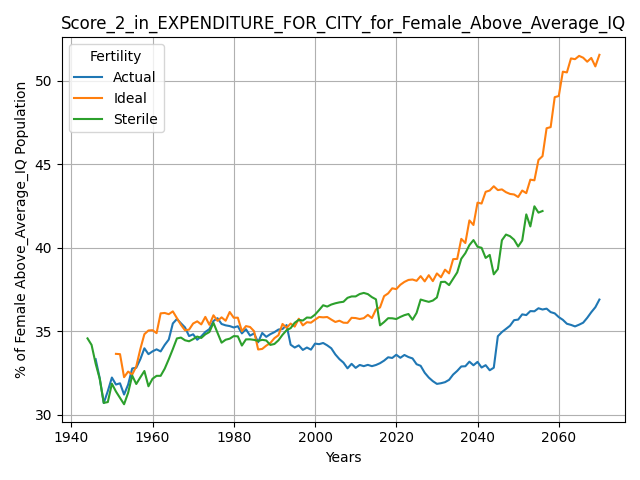 Score_2_in_EXPENDITURE_FOR_CITY_for_Female_Above_Average_IQ
Fertility
Actual
Ideal
Sterile
% of Female Above_Average_IQ Population
50
45
40
35
30
1940
1960
1980
2000
2020
2040
2060
Years